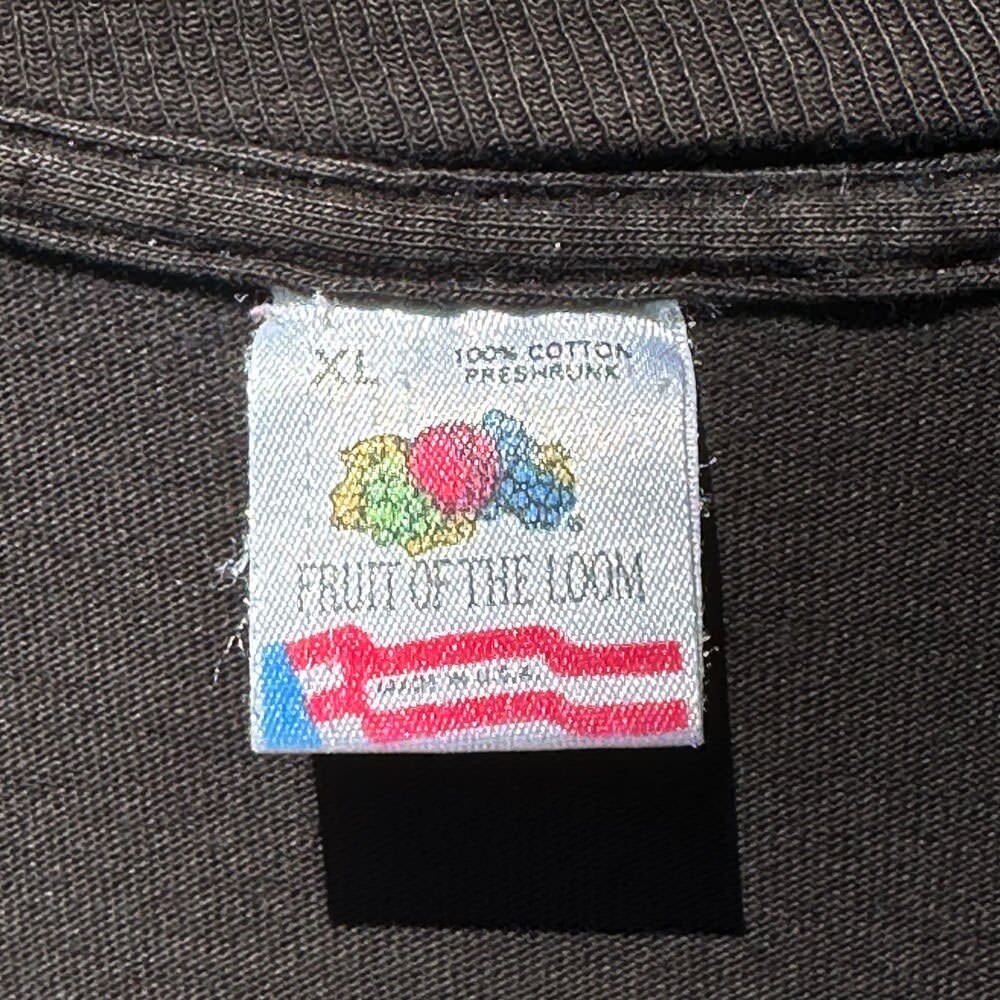 XL
100% COTTON
PRESHRUNK
FRUIT OF THE LOOM
MADE IN U.S.A.